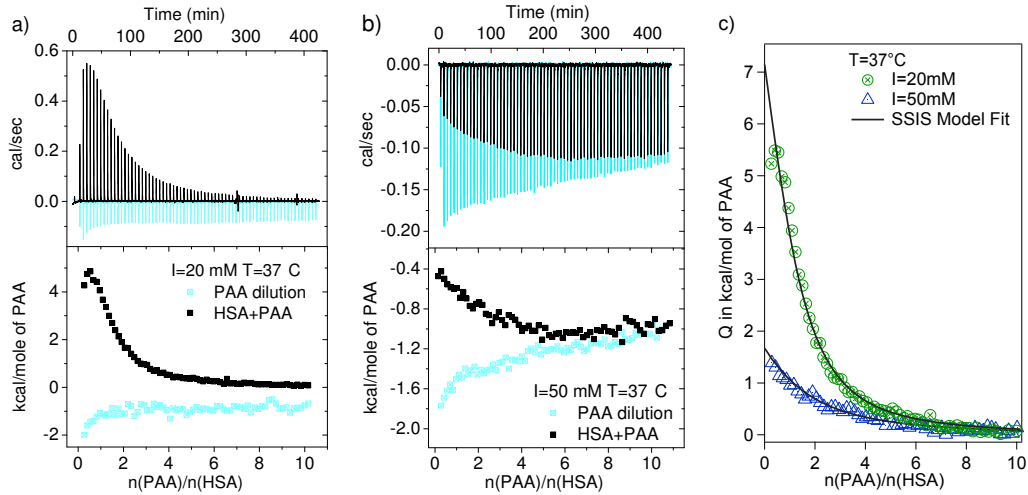 a)
Time (min)
0 100 200 300 400
0.6
0.4
0.2
0.0
cal/sec
4
2
0
-2
kcal/mole of PAA
I=20 mM T=37 C
PAA dilution
HSA+PAA
0 2 4 6 8 10
n(PAA)/n(HSA)
b)
Time (min)
0 100 200 300 400
0.00
-0.05
-0.10
-0.15
-0.20
cal/sec
-0.4
-0.8
-1.2
-1.6
-2.0
kcal/mole of PAA
I=50 mM T=37 C
PAA dilution
HSA+PAA
0 2 4 6 8 10
n(PAA)/n(HSA)
c)
T=37°C
I=20mM
I=50mM
SSIS Model Fit
7
6
5
4
3
2
1
0
Q in kcal/mol of PAA
0 2 4 6 8 10
n(PAA)/n(HSA)